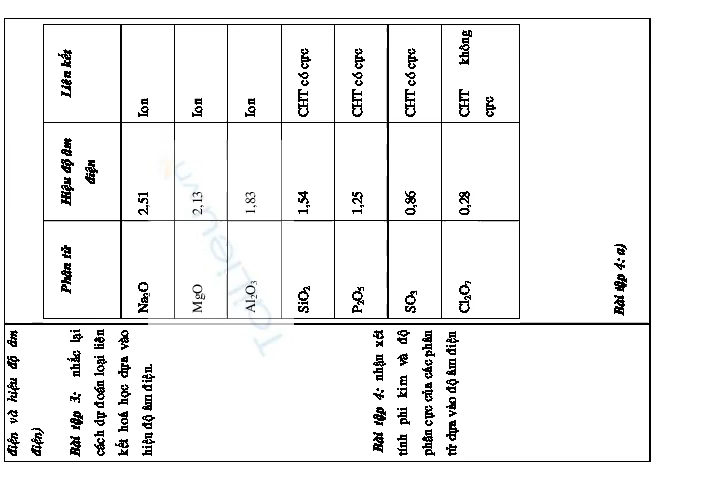 điện và hiệu độ âm
điện)
Bài tập 3: nhắc lại
cách dự đoán loại liên
kết hoá học dựa vào
hiệu độ âm điện.
Bài tập 4: nhận xét
tính phi kim và độ
phân cực của các phân
tử dựa vào độ âm điện
Phân tử Hiệu độ âm Liên kết
điện
Na₂O 2,51 Ion
MgO 2,13 Ion
Al₂O₃ 1,83 Ion
SiO₂ 1,54 CHT có cực
P₂O₅ 1,25 CHT có cực
SO₃ 0,86 CHT có cực
Cl₂O₇ 0,28 CHT không
cực
Bài tập 4: a)
TaiLieu.vn